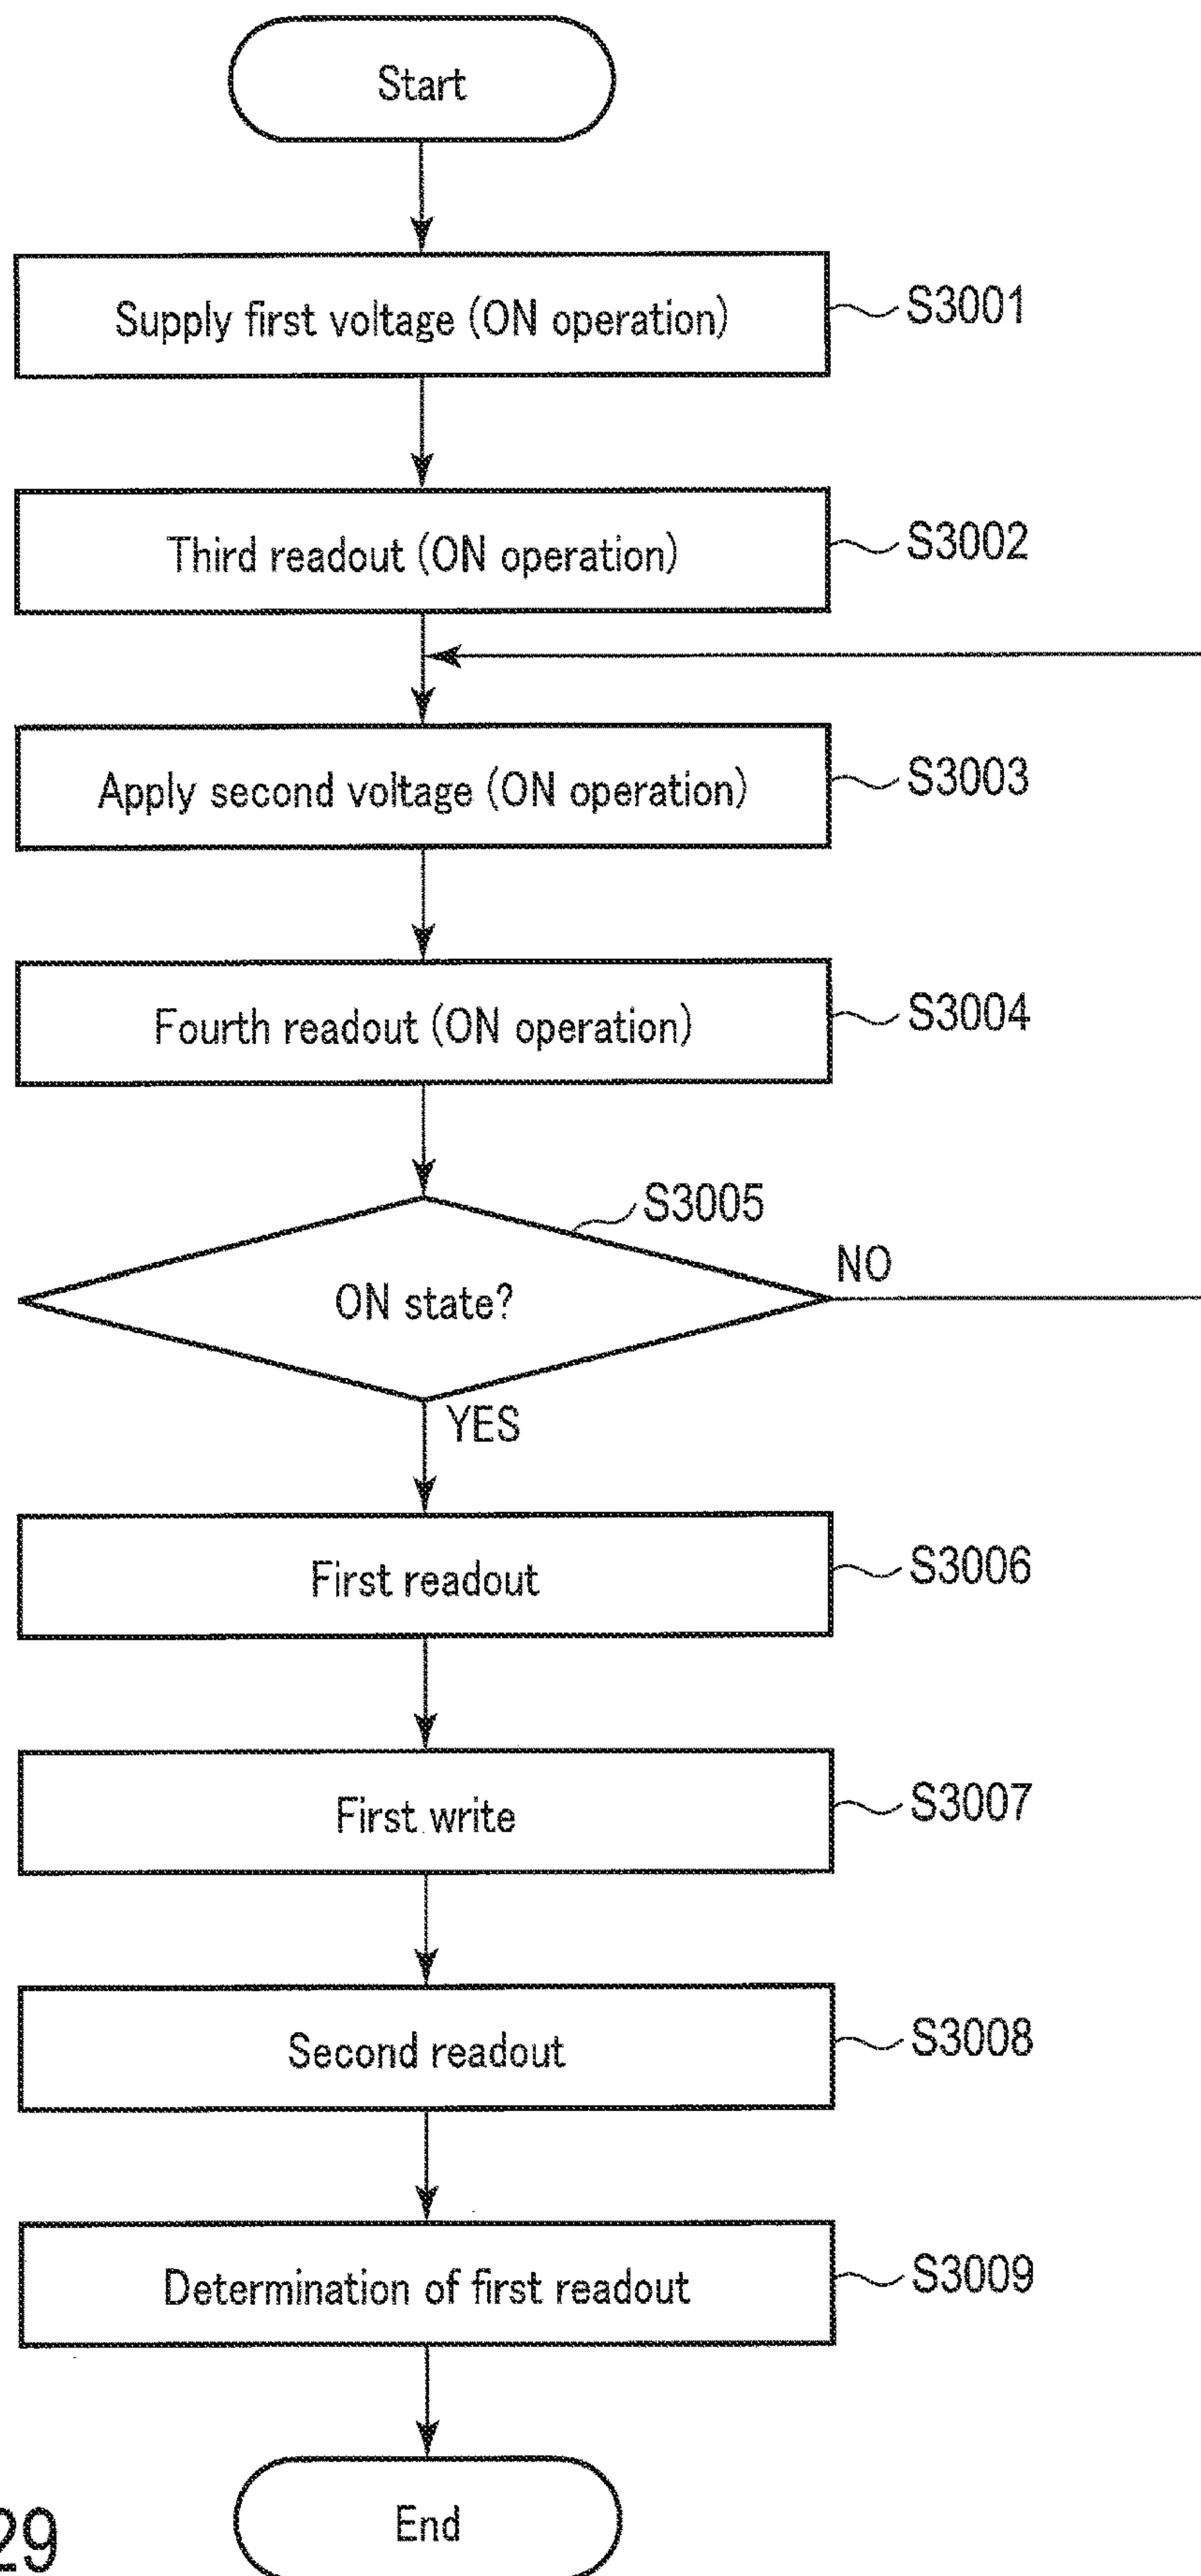 Start
Supply first voltage (ON operation)
S3001
Third readout (ON operation)
S3002
Apply second voltage (ON operation)
S3003
Fourth readout (ON operation)
S3004
S3005
ON state?
NO
YES
First readout
S3006
First write
S3007
Second readout
S3008
Determination of first readout
S3009
End
29